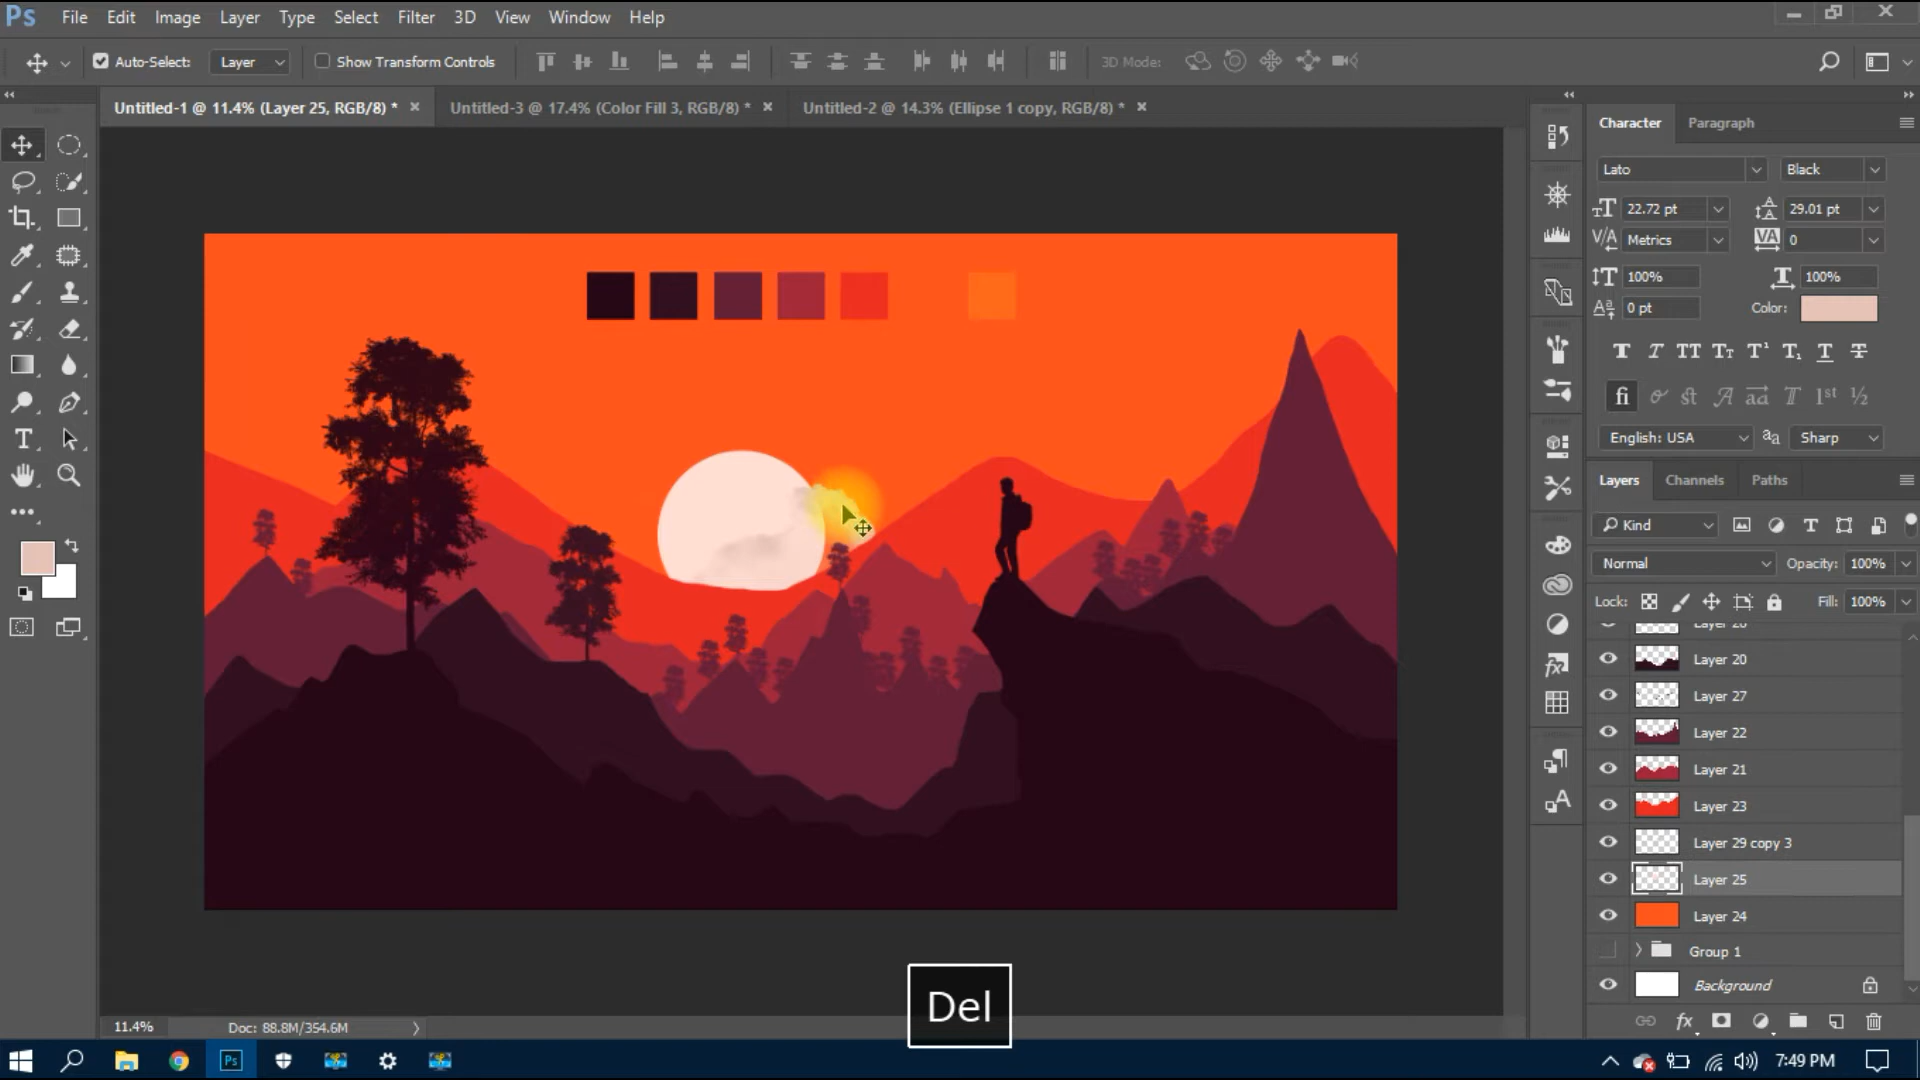 Ps File Edit Image Layer Type Select Filter 3D View Window Help
Auto-Select: Layer Show Transform Controls 3D Mode:
Untitled-1 @ 11.4% (Layer 25, RGB/8) * Untitled-3 @ 17.4% (Color Fill 3, RGB/8) * Untitled-2 @ 14.3% (Ellipse 1 copy, RGB/8) *
Character Paragraph
Lato Black
22.72 pt 29.01 pt
Metrics 0
100% 100%
0 pt Color:
English: USA Sharp
Layers Channels Paths
Kind
Normal Opacity: 100%
Lock: Fill: 100%
Layer 20
Layer 27
Layer 22
Layer 21
Layer 23
Layer 29 copy 3
Layer 25
Layer 24
Group 1
Background
Del
11.4% Doc: 88.8M/354.6M
Ps 7:49 PM